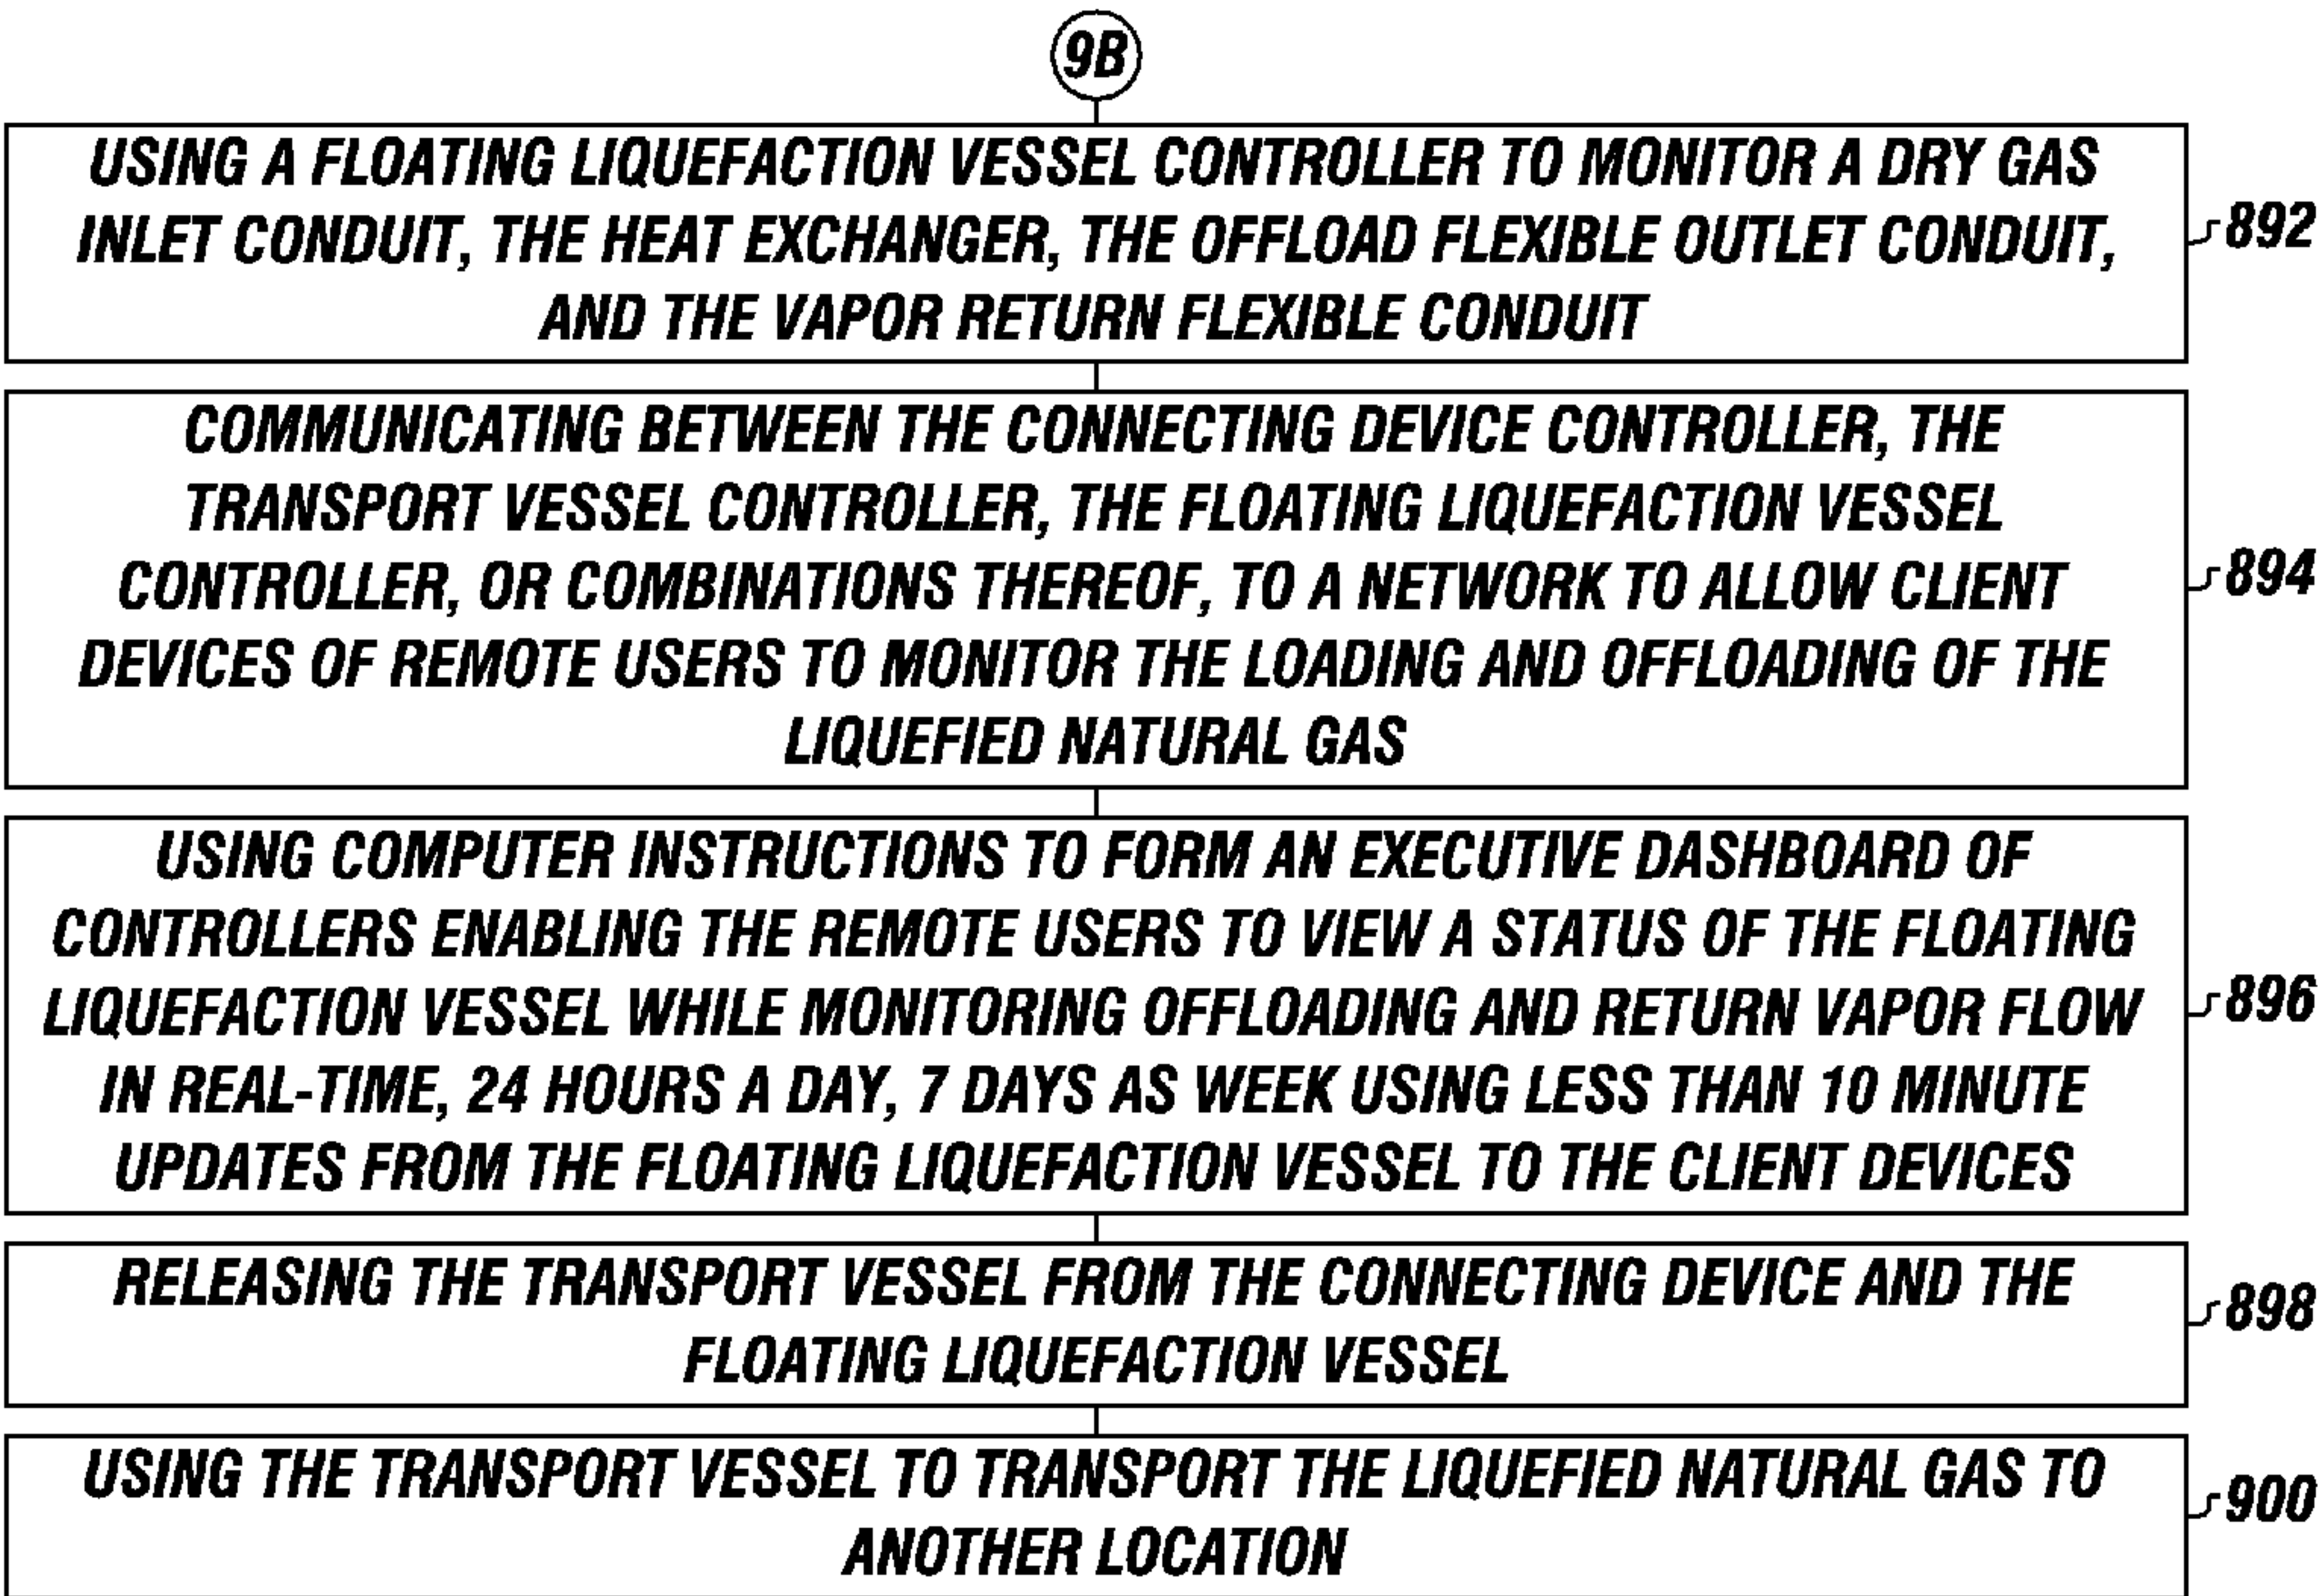 9B
USING A FLOATING LIQUEFACTION VESSEL CONTROLLER TO MONITOR A DRY GAS
INLET CONDUIT, THE HEAT EXCHANGER, THE OFFLOAD FLEXIBLE OUTLET CONDUIT,
AND THE VAPOR RETURN FLEXIBLE CONDUIT
892
COMMUNICATING BETWEEN THE CONNECTING DEVICE CONTROLLER, THE
TRANSPORT VESSEL CONTROLLER, THE FLOATING LIQUEFACTION VESSEL
CONTROLLER, OR COMBINATIONS THEREOF, TO A NETWORK TO ALLOW CLIENT
DEVICES OF REMOTE USERS TO MONITOR THE LOADING AND OFFLOADING OF THE
LIQUEFIED NATURAL GAS
894
USING COMPUTER INSTRUCTIONS TO FORM AN EXECUTIVE DASHBOARD OF
CONTROLLERS ENABLING THE REMOTE USERS TO VIEW A STATUS OF THE FLOATING
LIQUEFACTION VESSEL WHILE MONITORING OFFLOADING AND RETURN VAPOR FLOW
IN REAL-TIME, 24 HOURS A DAY, 7 DAYS AS WEEK USING LESS THAN 10 MINUTE
UPDATES FROM THE FLOATING LIQUEFACTION VESSEL TO THE CLIENT DEVICES
896
RELEASING THE TRANSPORT VESSEL FROM THE CONNECTING DEVICE AND THE
FLOATING LIQUEFACTION VESSEL
898
USING THE TRANSPORT VESSEL TO TRANSPORT THE LIQUEFIED NATURAL GAS TO
ANOTHER LOCATION
900